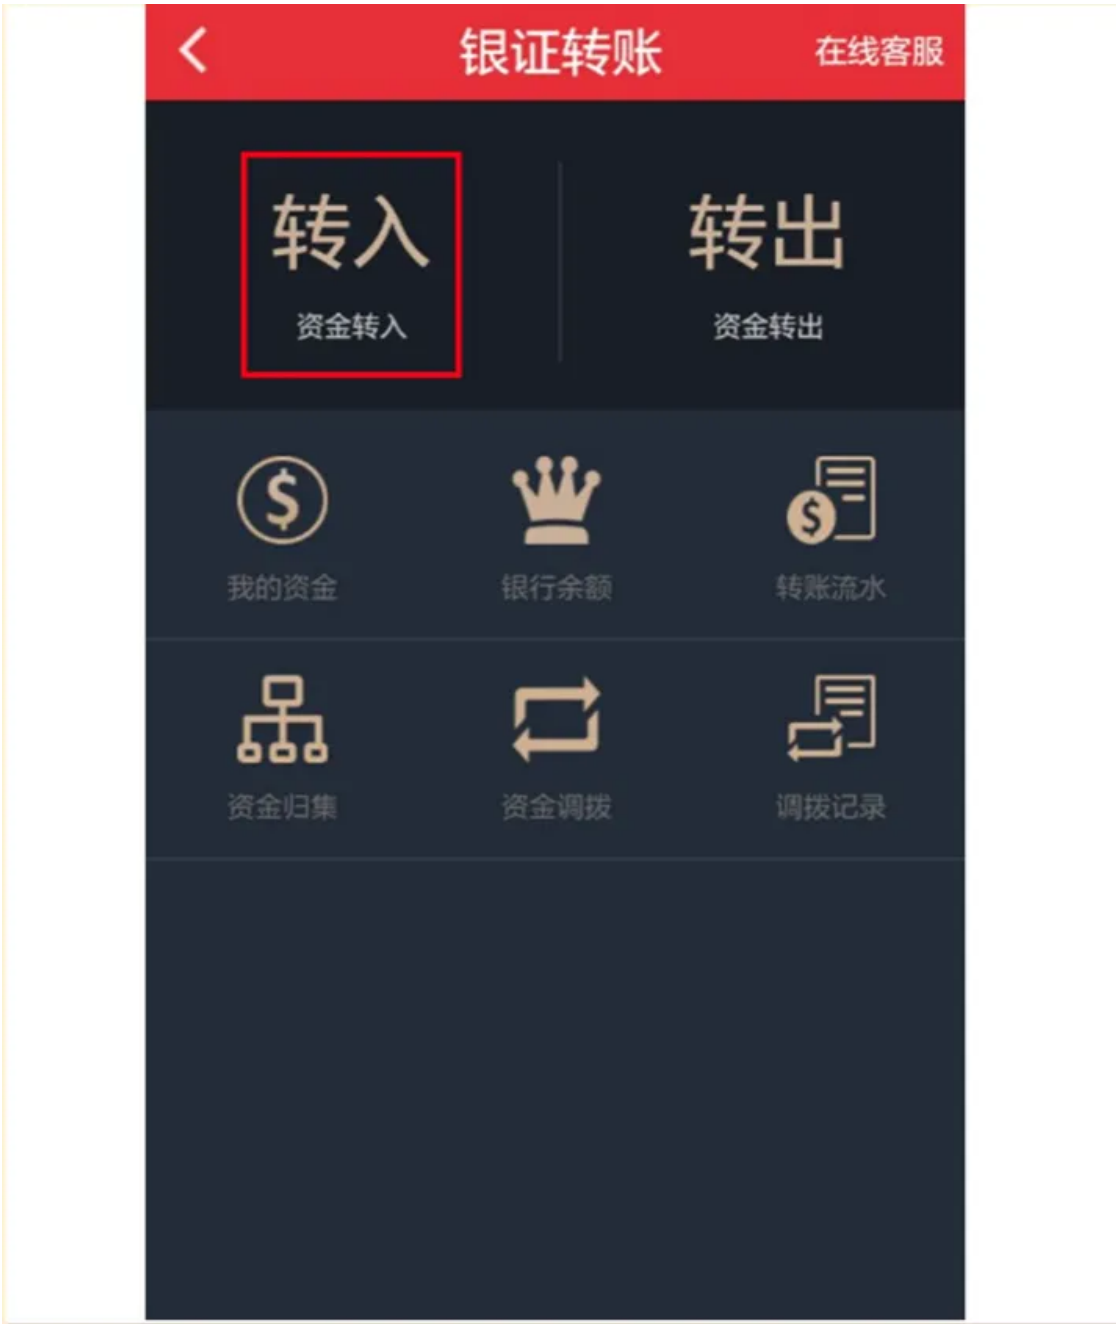 银证转账 在线客服
转入 转出
资金转入 资金转出
我的资金 银行余额 转账流水
资金归集 资金调拨 调拨记录